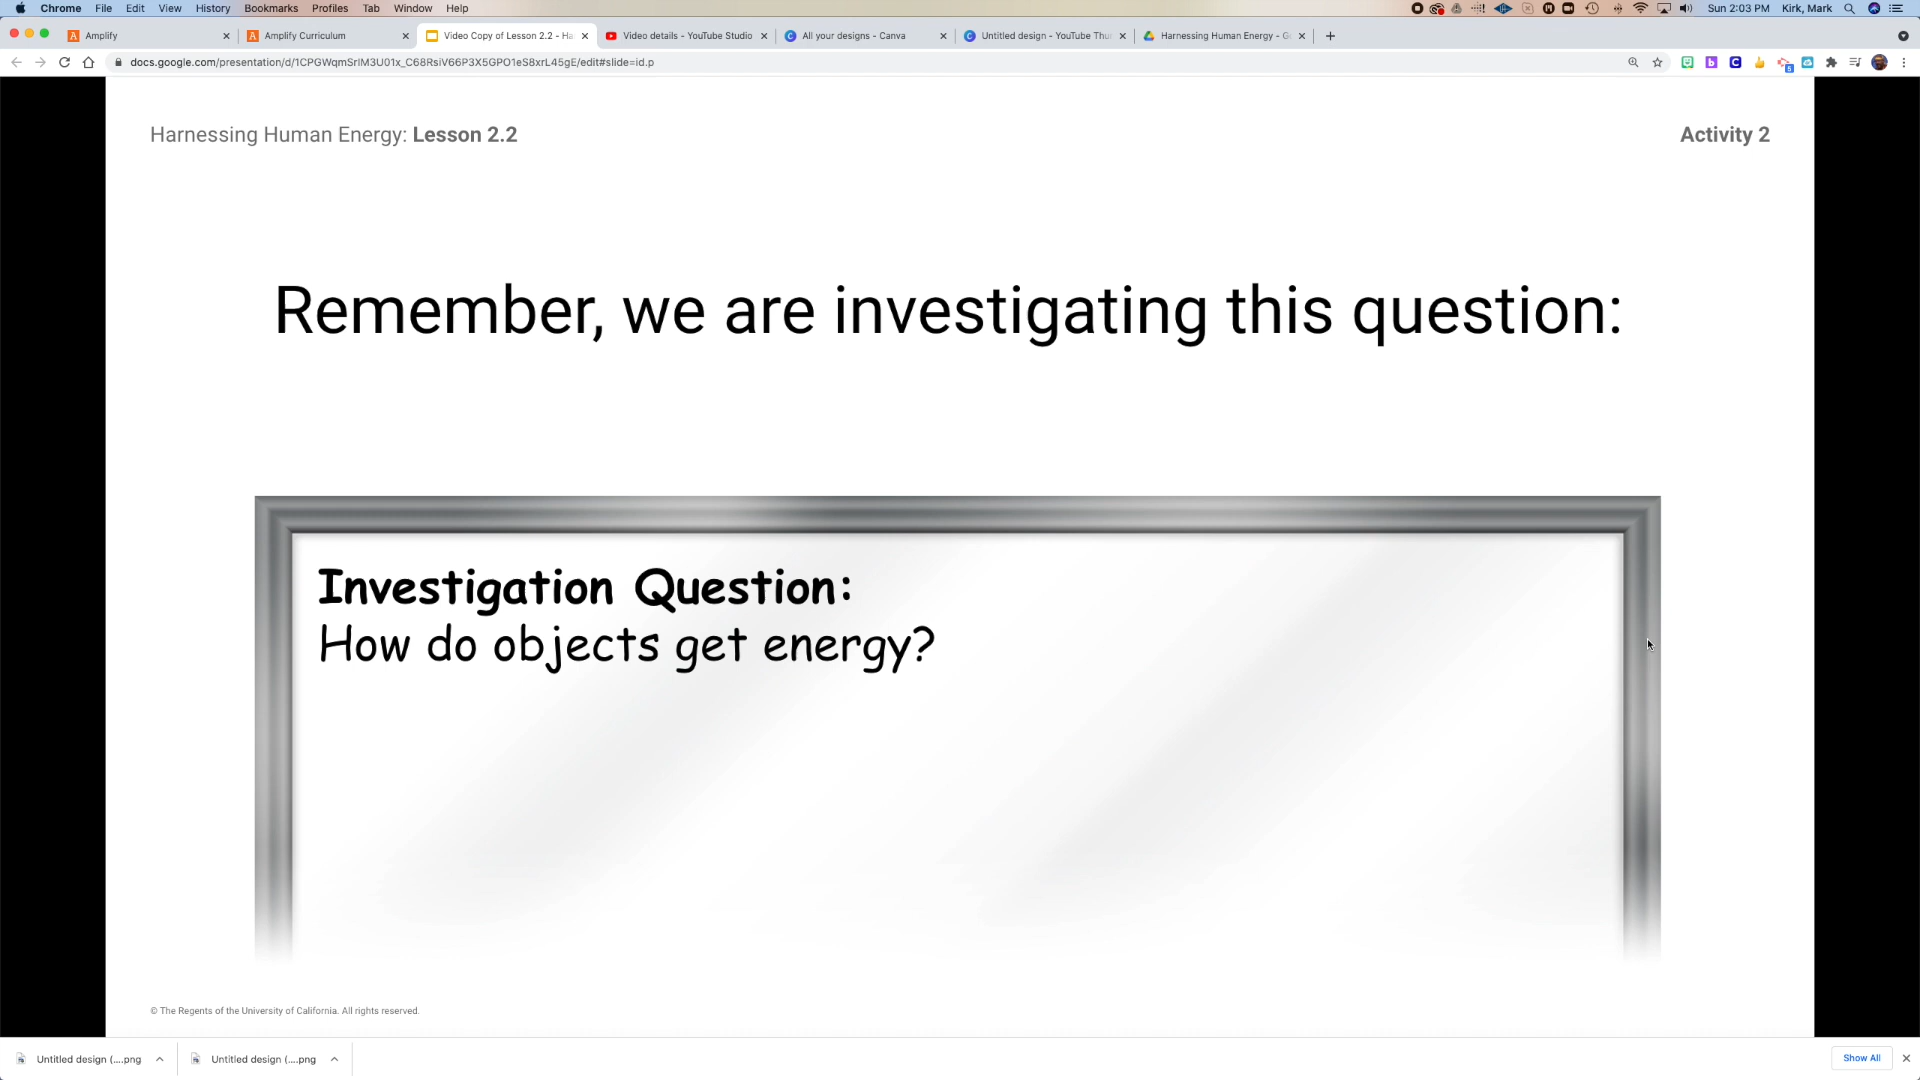 Chrome File Edit View History Bookmarks Profiles Tab Window Help Sun 2:03 PM Kirk, Mark
Amplify Amplify Curriculum Video Copy of Lesson 2.2 - Ha Video details - YouTube Studio All your designs - Canva Untitled design - YouTube Thu Harnessing Human Energy - G
docs.google.com/presentation/d/1CPGWqmSrlM3U01x_C68RsiV66P3X5GPO1eS8xrL45gE/edit#slide=id.p
Harnessing Human Energy: Lesson 2.2 Activity 2
Remember, we are investigating this question:
Investigation Question:
How do objects get energy?
© The Regents of the University of California. All rights reserved.
Untitled design (....png Untitled design (....png Show All